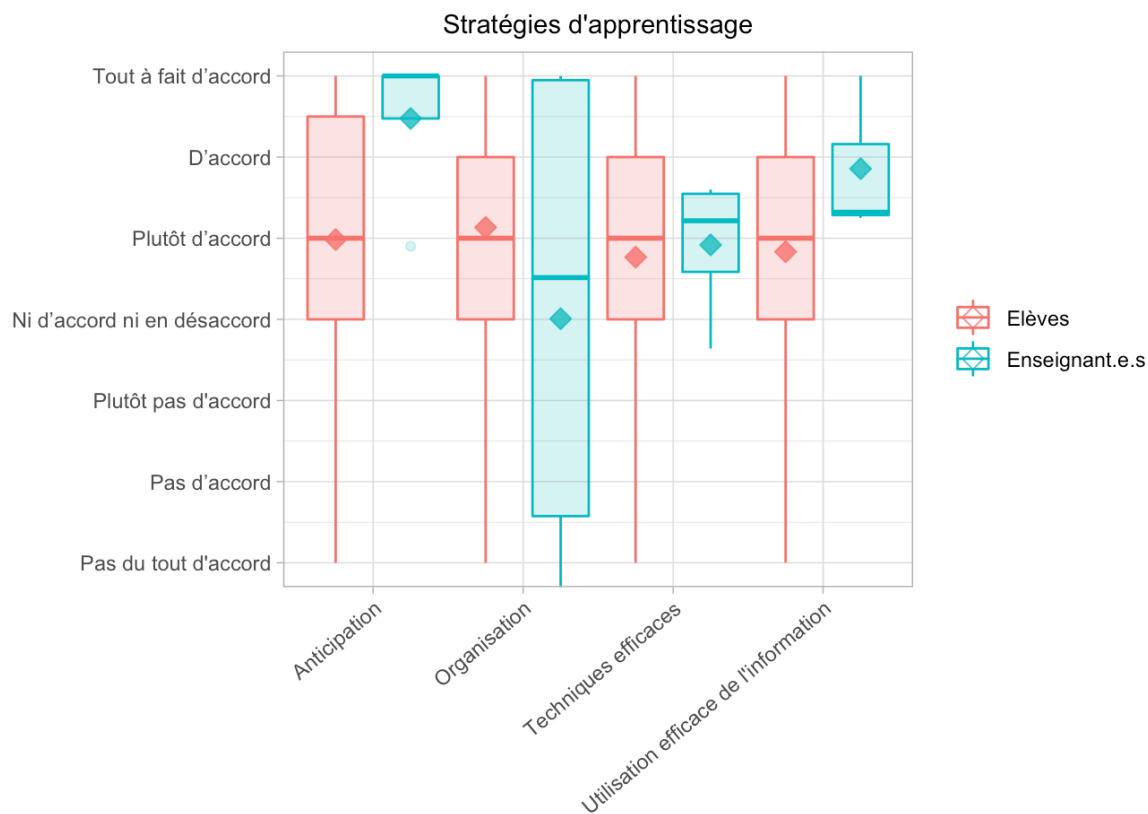 Stratégies d'apprentissage
Tout à fait d’accord
D’accord
Plutôt d’accord
Ni d’accord ni en désaccord
Plutôt pas d'accord
Pas d’accord
Pas du tout d'accord
Anticipation
Organisation
Techniques efficaces
Utilisation efficace de l'information
Elèves
Enseignant.e.s